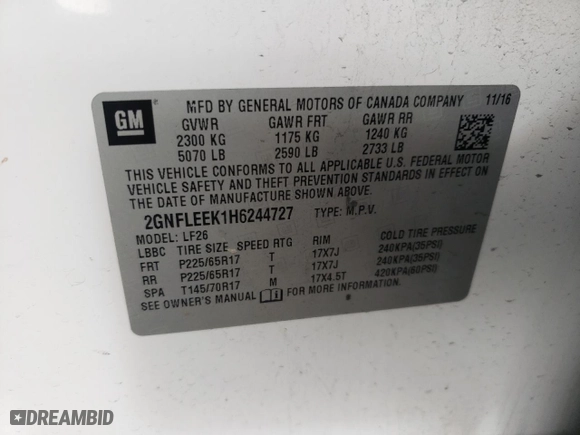 GM
MFD BY GENERAL MOTORS OF CANADA COMPANY 11/16
GVWR GAWR FRT GAWR RR
2300 KG 1175 KG 1240 KG
5070 LB 2590 LB 2733 LB
THIS VEHICLE CONFORMS TO ALL APPLICABLE U.S. FEDERAL MOTOR
VEHICLE SAFETY AND THEFT PREVENTION STANDARDS IN EFFECT ON
THE DATE OF MANUFACTURE SHOWN ABOVE.
2GNFLEEK1H6244727 TYPE: M.P.V.
MODEL: LF26
LBBC TIRE SIZE SPEED RTG RIM COLD TIRE PRESSURE
FRT P225/65R17 T 17X7J 240KPA(35PSI)
RR P225/65R17 T 17X7J 240KPA(35PSI)
SPA T145/70R17 M 17X4.5T 420KPA(60PSI)
SEE OWNER'S MANUAL FOR MORE INFORMATION.
DREAMBID